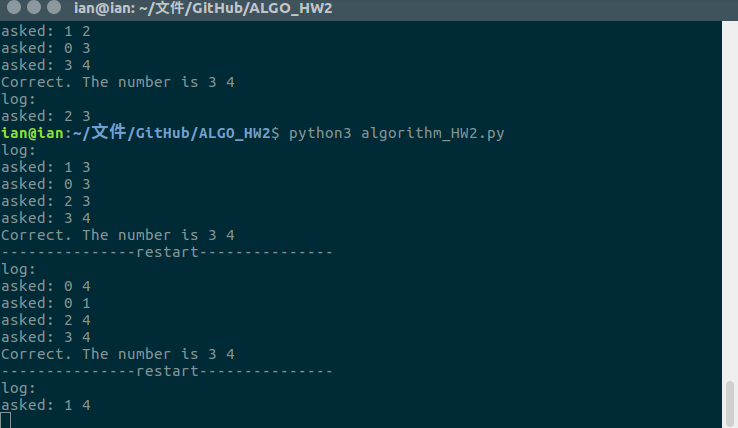 ian@ian: ~/文件/GitHub/ALGO_HW2
asked: 1 2
asked: 0 3
asked: 3 4
Correct. The number is 3 4
log:
asked: 2 3
ian@ian:~/文件/GitHub/ALGO_HW2$ python3 algorithm_HW2.py
log:
asked: 1 3
asked: 0 3
asked: 2 3
asked: 3 4
Correct. The number is 3 4
---------------restart---------------
log:
asked: 0 4
asked: 0 1
asked: 2 4
asked: 3 4
Correct. The number is 3 4
---------------restart---------------
log:
asked: 1 4